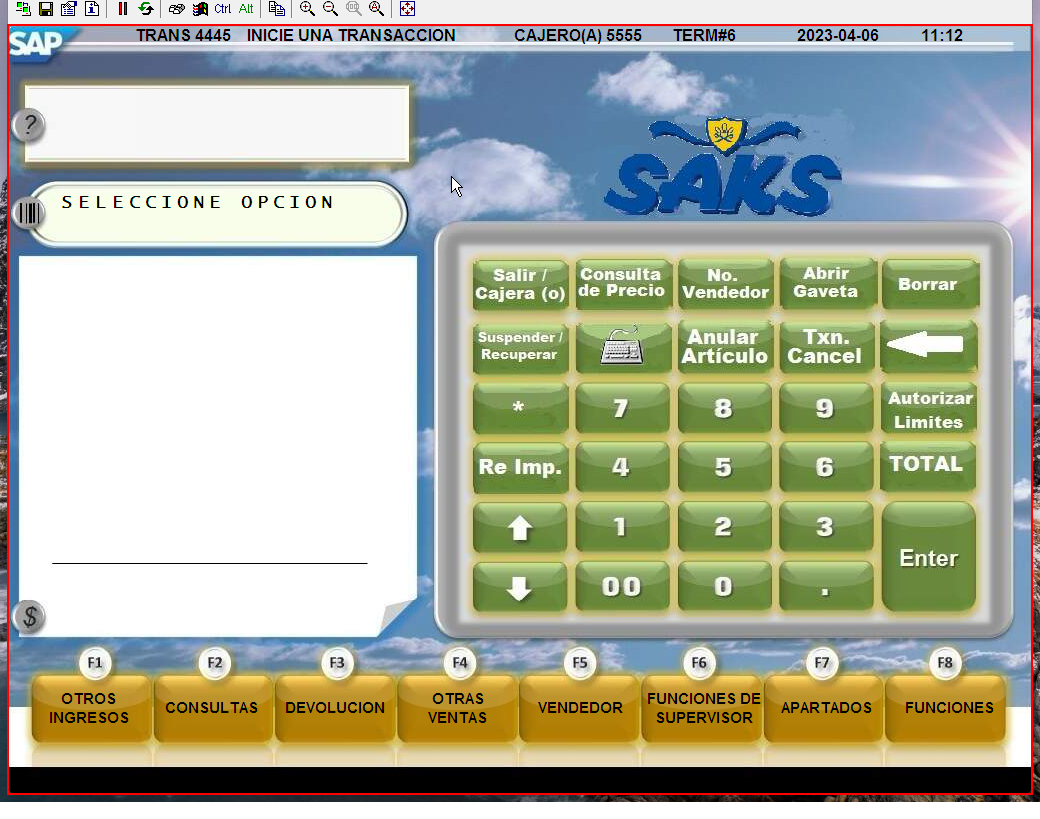 Ctrl Alt
SAP TRANS 4445 INICIE UNA TRANSACCION CAJERO(A) 5555 TERM#6 2023-04-06 11:12
?
SELECCIONE OPCION
SAKS
Salir / Cajera (o)
Consulta de Precio
No. Vendedor
Abrir Gaveta
Borrar
Suspender / Recuperar
Anular Artículo
Txn. Cancel
* 7 8 9 Autorizar Limites
Re Imp. 4 5 6 TOTAL
1 2 3 Enter
00 0 .
$
F1 F2 F3 F4 F5 F6 F7 F8
OTROS INGRESOS
CONSULTAS
DEVOLUCION
OTRAS VENTAS
VENDEDOR
FUNCIONES DE SUPERVISOR
APARTADOS
FUNCIONES